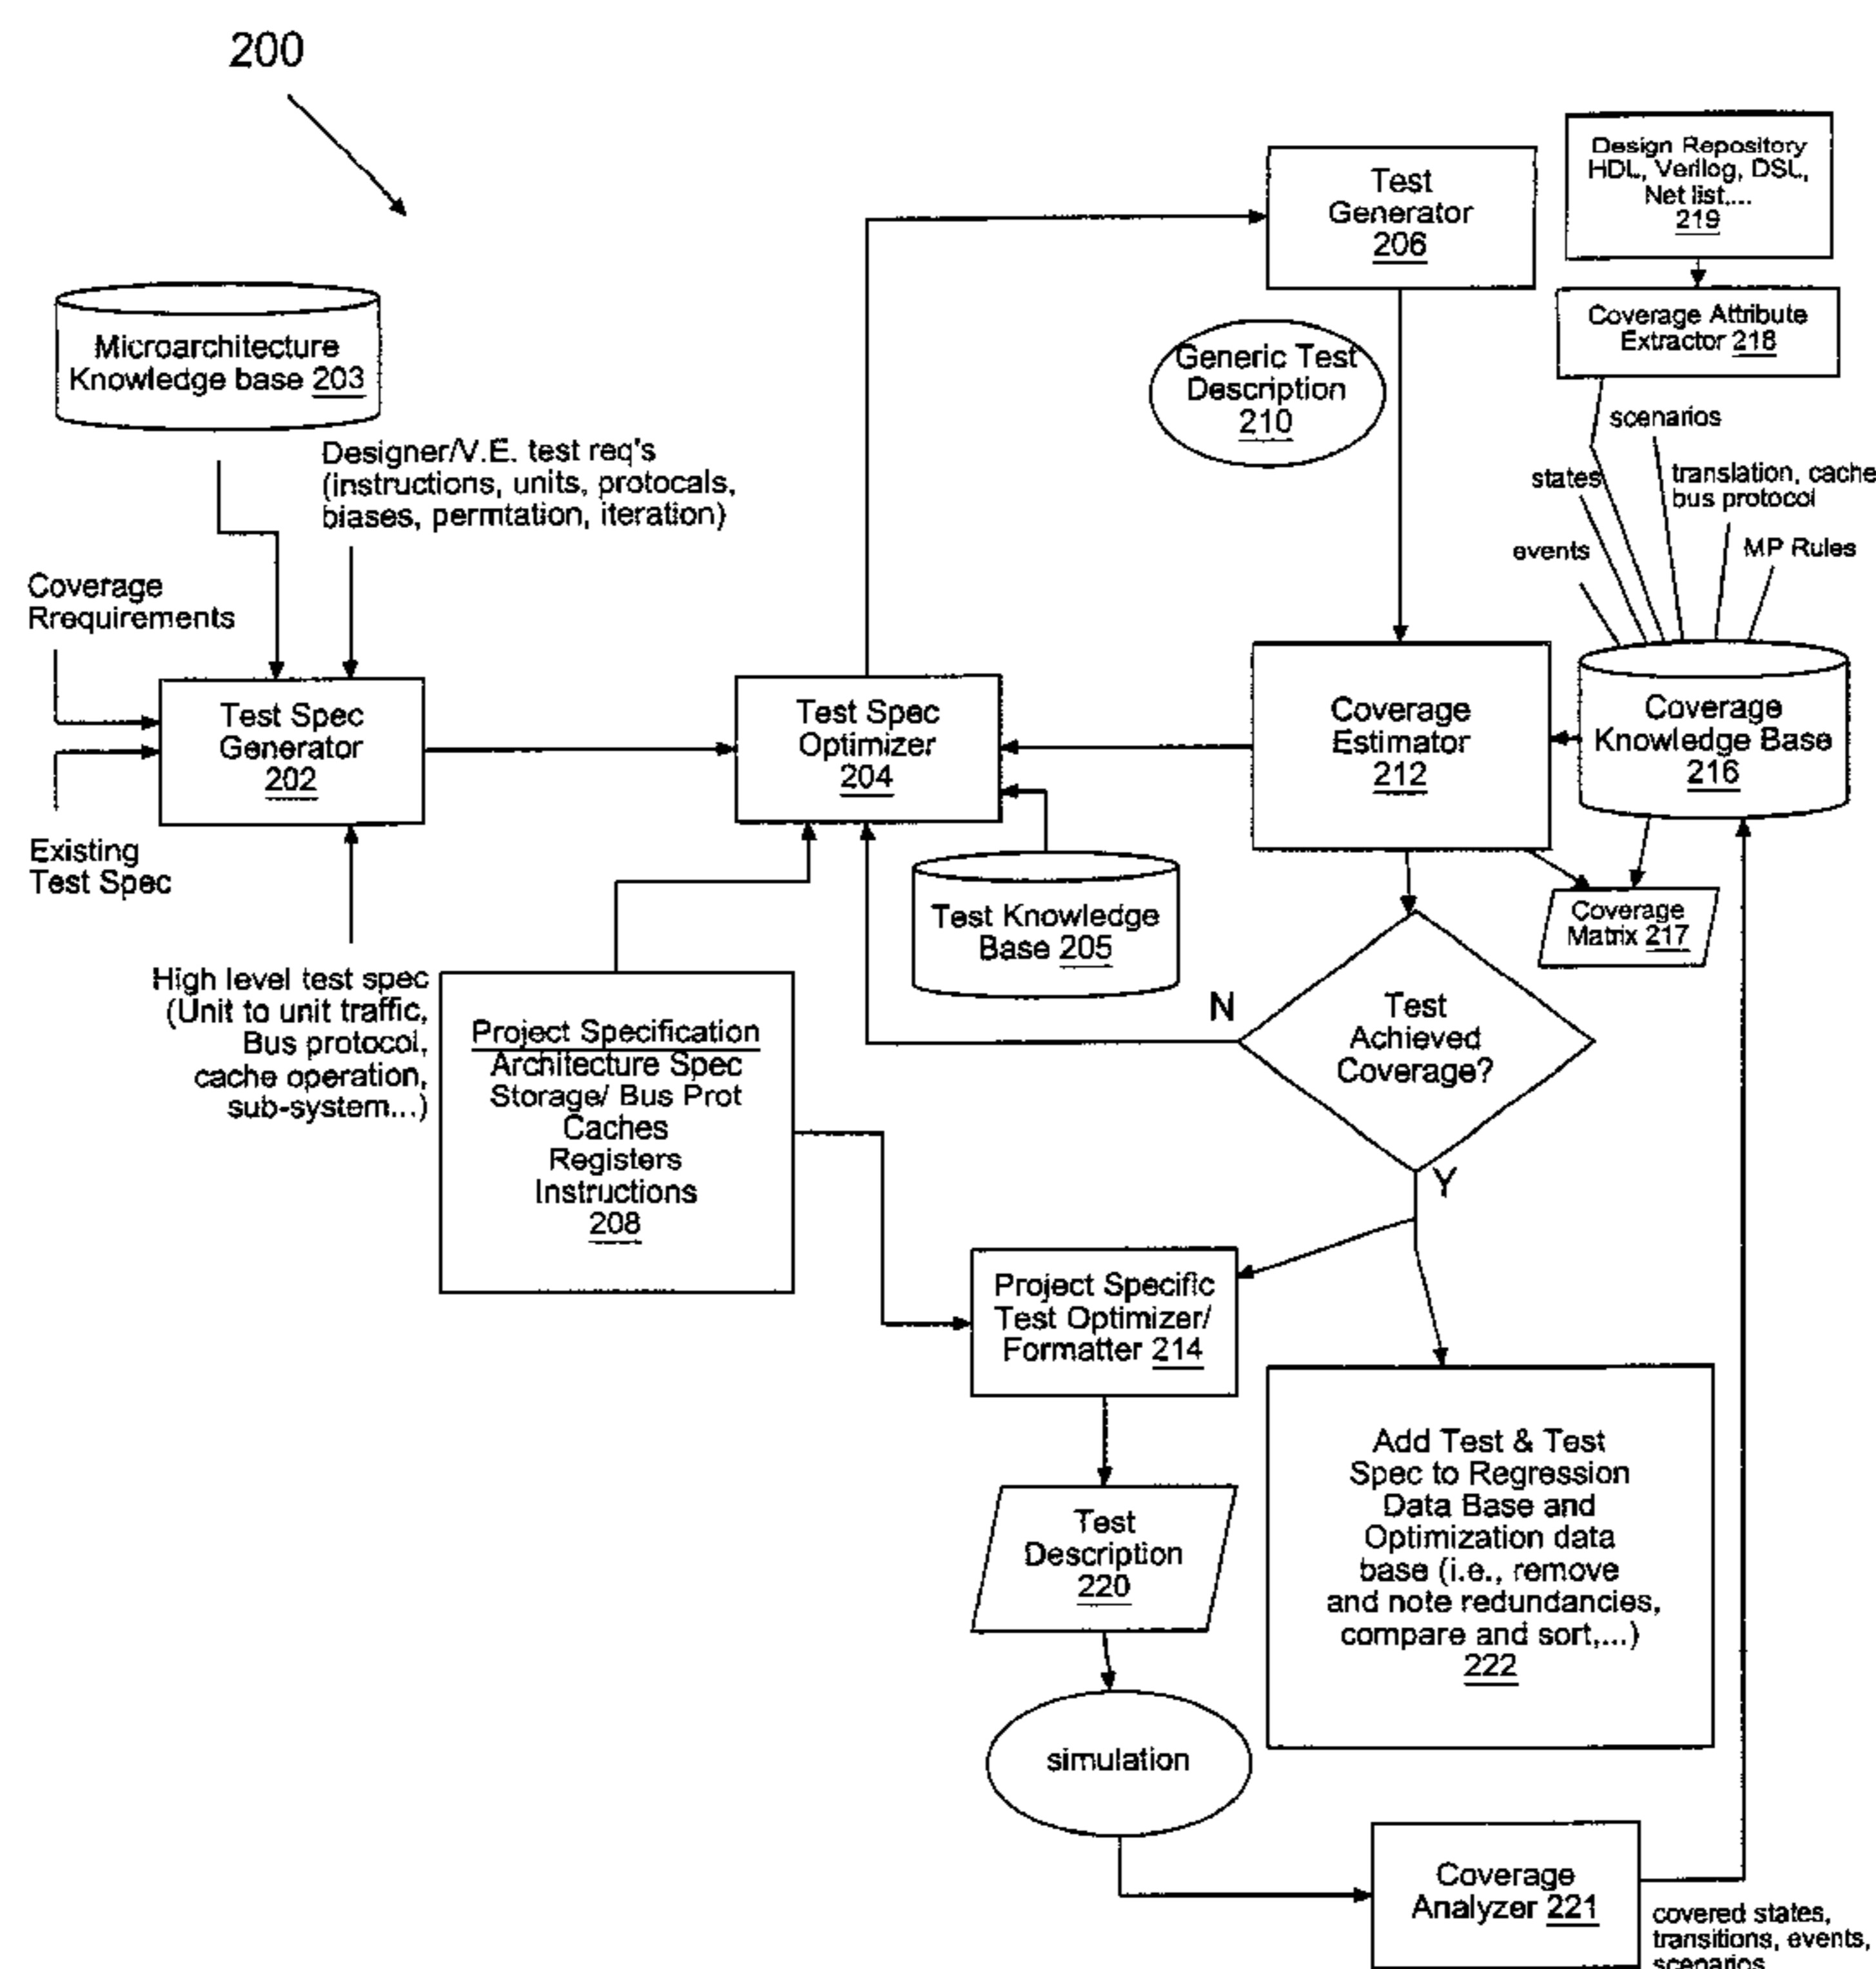 200
Design Repository
HDL, Verilog, DSL,
Net list,...
219
Test
Generator
206
Coverage Attribute
Extractor 218
Microarchitecture
Knowledge base 203
Generic Test
Description
210
scenarios
states
translation, cache
bus protocol
events
MP Rules
Designer/V.E. test req's
(instructions, units, protocals,
biases, permtation, iteration)
Coverage
Rrequirements
Test Spec
Generator
202
Test Spec
Optimizer
204
Coverage
Estimator
212
Coverage
Knowledge Base
216
Existing
Test Spec
Test Knowledge
Base 205
Coverage
Matrix 217
High level test spec
(Unit to unit traffic,
Bus protocol,
cache operation,
sub-system...)
Project Specification
Architecture Spec
Storage/ Bus Prot
Caches
Registers
Instructions
208
N
Test
Achieved
Coverage?
Y
Project Specific
Test Optimizer/
Formatter 214
Add Test & Test
Spec to Regression
Data Base and
Optimization data
base (i.e., remove
and note redundancies,
compare and sort,...)
222
Test
Description
220
simulation
Coverage
Analyzer 221
covered states,
transitions, events,
scenarios